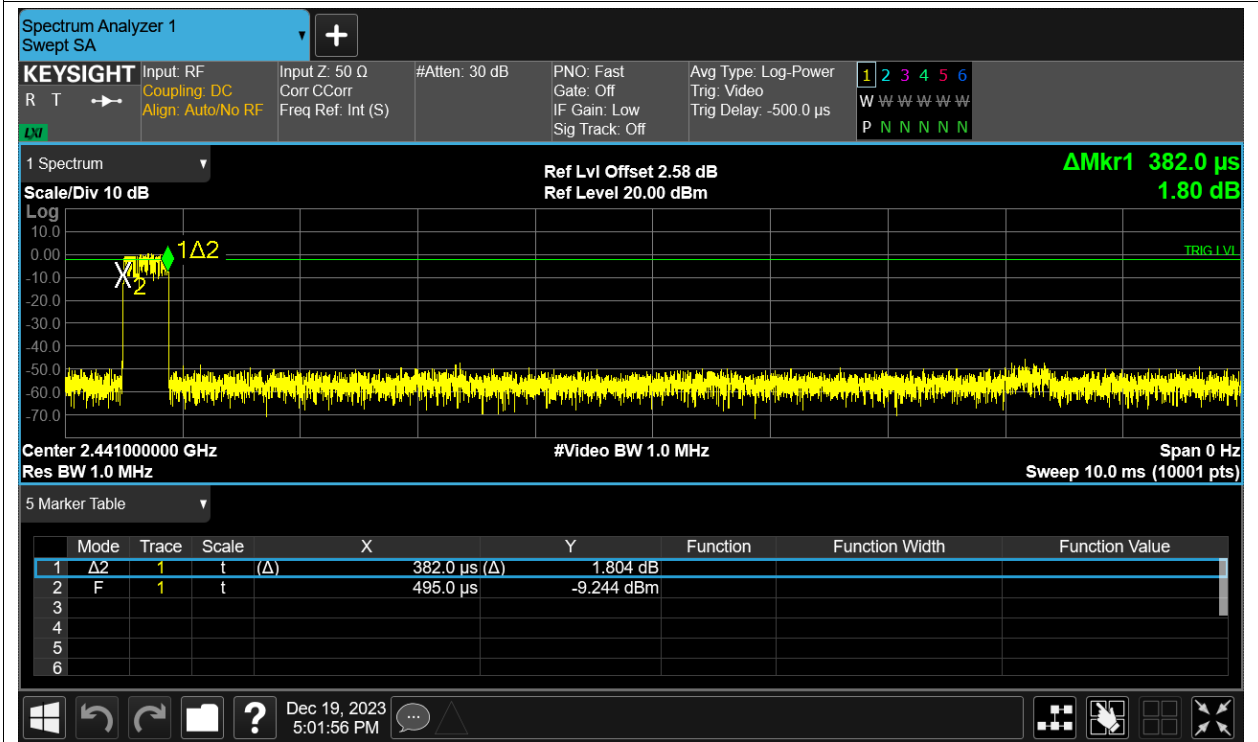 Spectrum Analyzer 1
Swept SA
+
KEYSIGHT Input: RF Input Z: 50 Ω #Atten: 30 dB PNO: Fast Avg Type: Log-Power 1 2 3 4 5 6
R T Coupling: DC Corr CCorr Gate: Off Trig: Video W W W W W W
Align: Auto/No RF Freq Ref: Int (S) IF Gain: Low Trig Delay: -500.0 µs
LXI Sig Track: Off P N N N N N
1 Spectrum Ref Lvl Offset 2.58 dB ΔMkr1 382.0 µs
Scale/Div 10 dB Ref Level 20.00 dBm 1.80 dB
Log
10.0
0.00 1Δ2 TRIG LVL
-10.0 X2
-20.0
-30.0
-40.0
-50.0
-60.0
-70.0
Center 2.441000000 GHz #Video BW 1.0 MHz Span 0 Hz
Res BW 1.0 MHz Sweep 10.0 ms (10001 pts)
5 Marker Table
Mode Trace Scale X Y Function Function Width Function Value
1 Δ2 1 t (Δ) 382.0 µs (Δ) 1.804 dB
2 F 1 t 495.0 µs -9.244 dBm
3
4
5
6
? Dec 19, 2023
5:01:56 PM